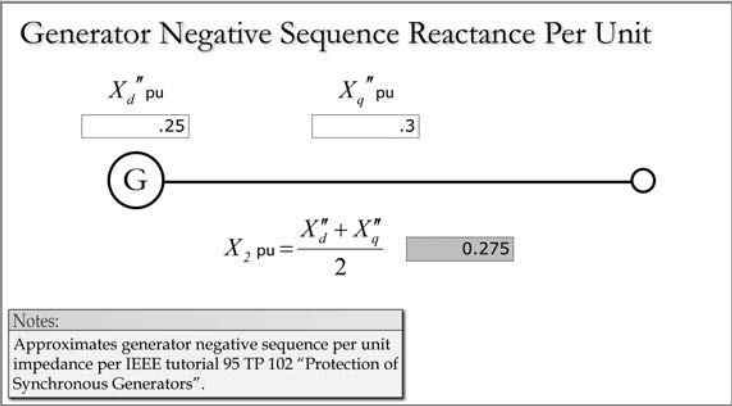 Generator Negative Sequence Reactance Per Unit
X_d″ pu X_q″ pu
.25 .3
G
X_2 pu = (X_d″ + X_q″) / 2 0.275
Notes:
Approximates generator negative sequence per unit
impedance per IEEE tutorial 95 TP 102 “Protection of
Synchronous Generators”.